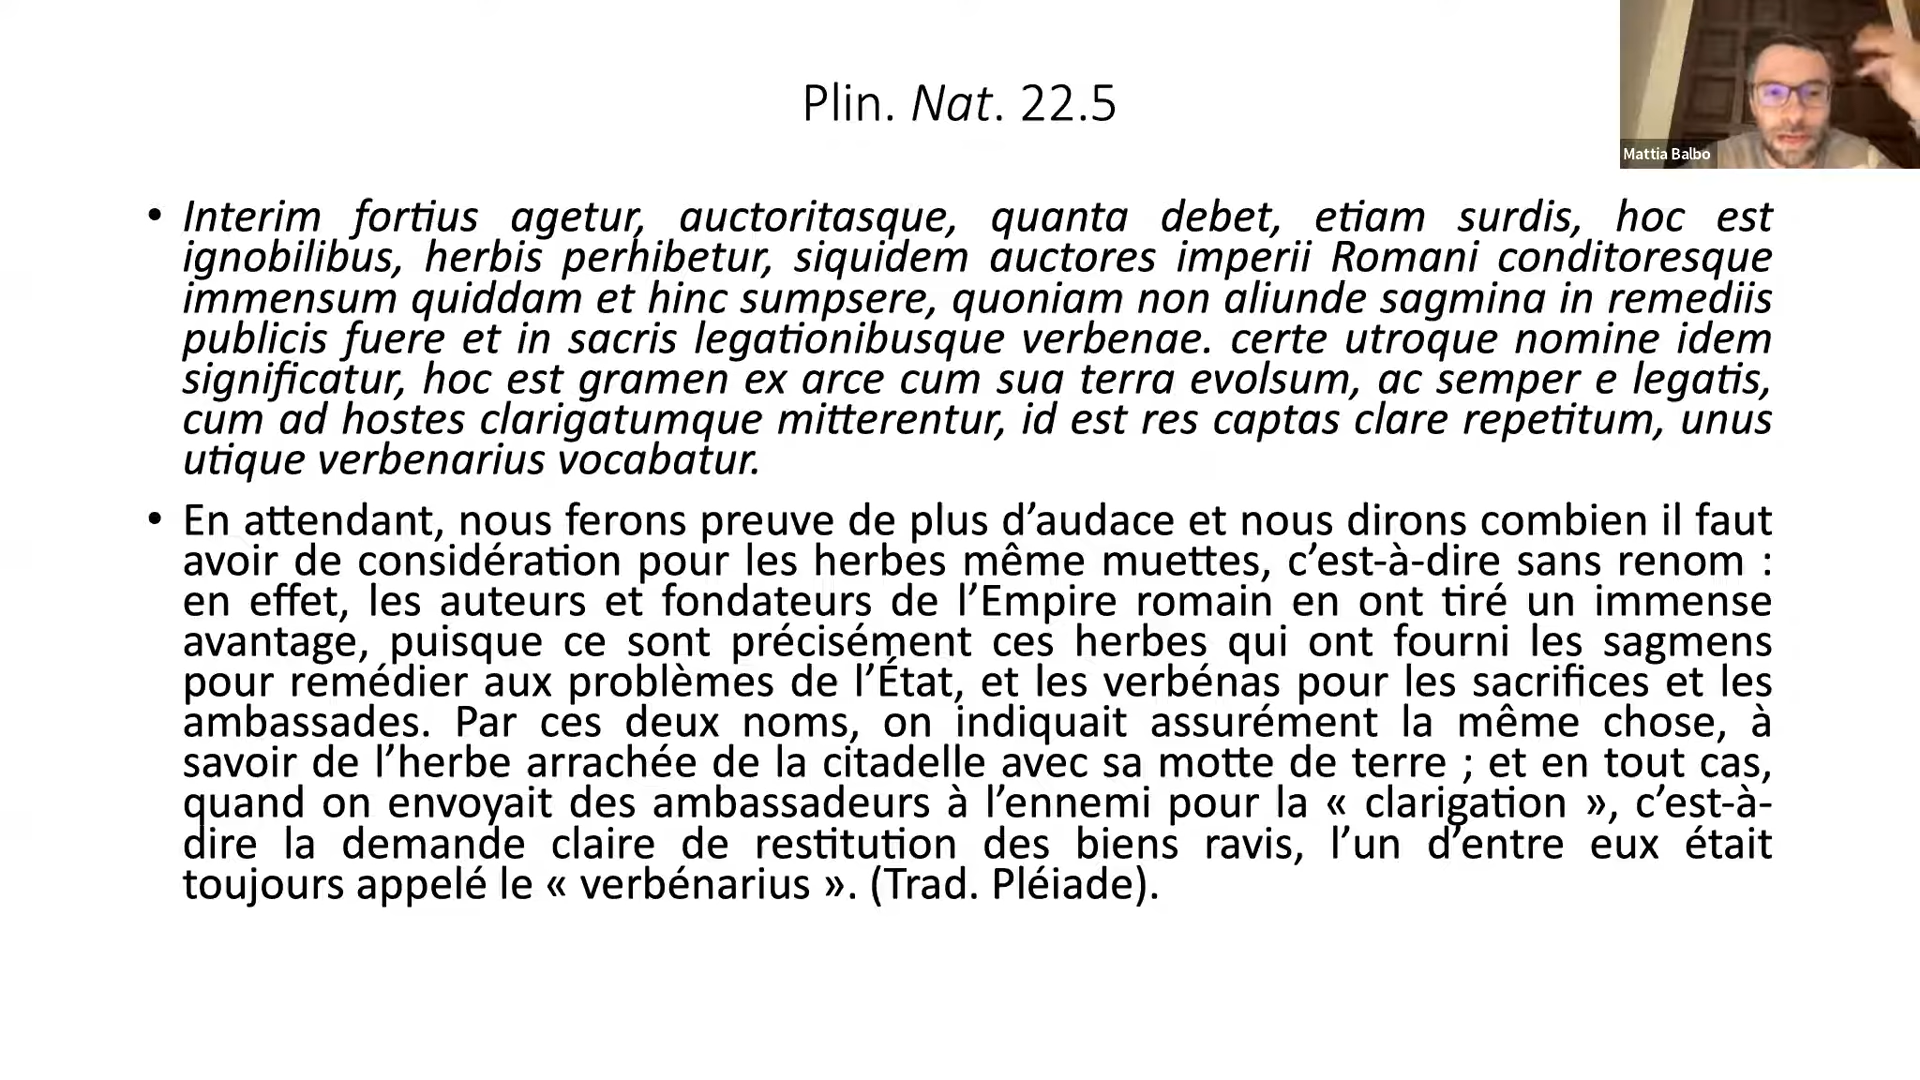 Plin. Nat. 22.5
Mattia Balbo
• Interim fortius agetur, auctoritasque, quanta debet, etiam surdis, hoc est
ignobilibus, herbis perhibetur, siquidem auctores imperii Romani conditoresque
immensum quiddam et hinc sumpsere, quoniam non aliunde sagmina in remediis
publicis fuere et in sacris legationibusque verbenae. certe utroque nomine idem
significatur, hoc est gramen ex arce cum sua terra evolsum, ac semper e legatis,
cum ad hostes clarigatumque mitterentur, id est res captas clare repetitum, unus
utique verbenarius vocabatur.
• En attendant, nous ferons preuve de plus d’audace et nous dirons combien il faut
avoir de considération pour les herbes même muettes, c’est-à-dire sans renom :
en effet, les auteurs et fondateurs de l’Empire romain en ont tiré un immense
avantage, puisque ce sont précisément ces herbes qui ont fourni les sagmens
pour remédier aux problèmes de l’État, et les verbénas pour les sacrifices et les
ambassades. Par ces deux noms, on indiquait assurément la même chose, à
savoir de l’herbe arrachée de la citadelle avec sa motte de terre ; et en tout cas,
quand on envoyait des ambassadeurs à l’ennemi pour la « clarigation », c’est-à-
dire la demande claire de restitution des biens ravis, l’un d’entre eux était
toujours appelé le « verbénarius ». (Trad. Pléiade).